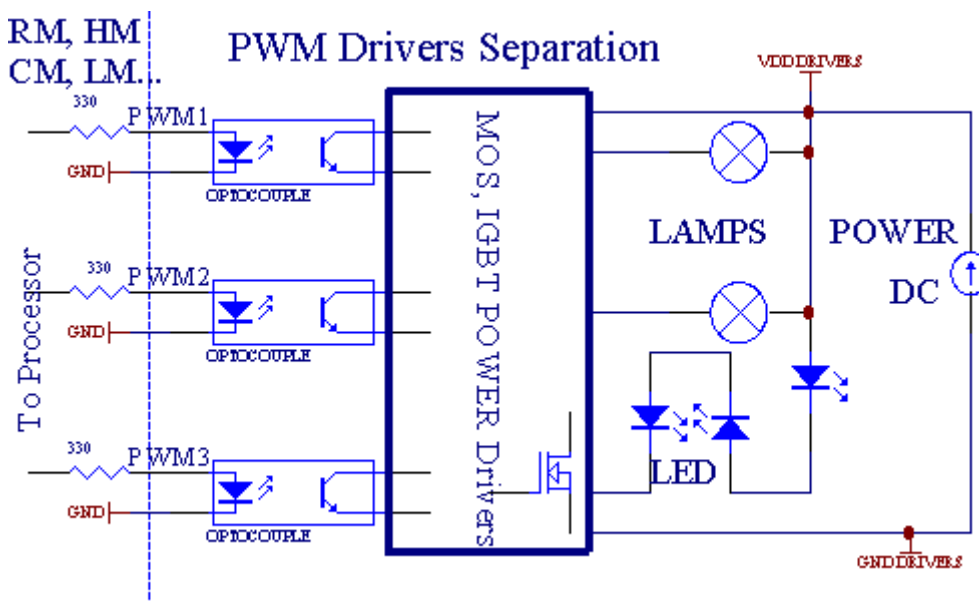 RM, HM
CM, LM...
PWM Drivers Separation
VDDDRIVERS
330
PWM1
GND
OPTOCOUPLE
330
PWM2
GND
OPTOCOUPLE
330
PWM3
GND
OPTOCOUPLE
To Processor
MOS, IGBT POWER Drivers
LAMPS
POWER
DC
LED
GNDDRIVERS